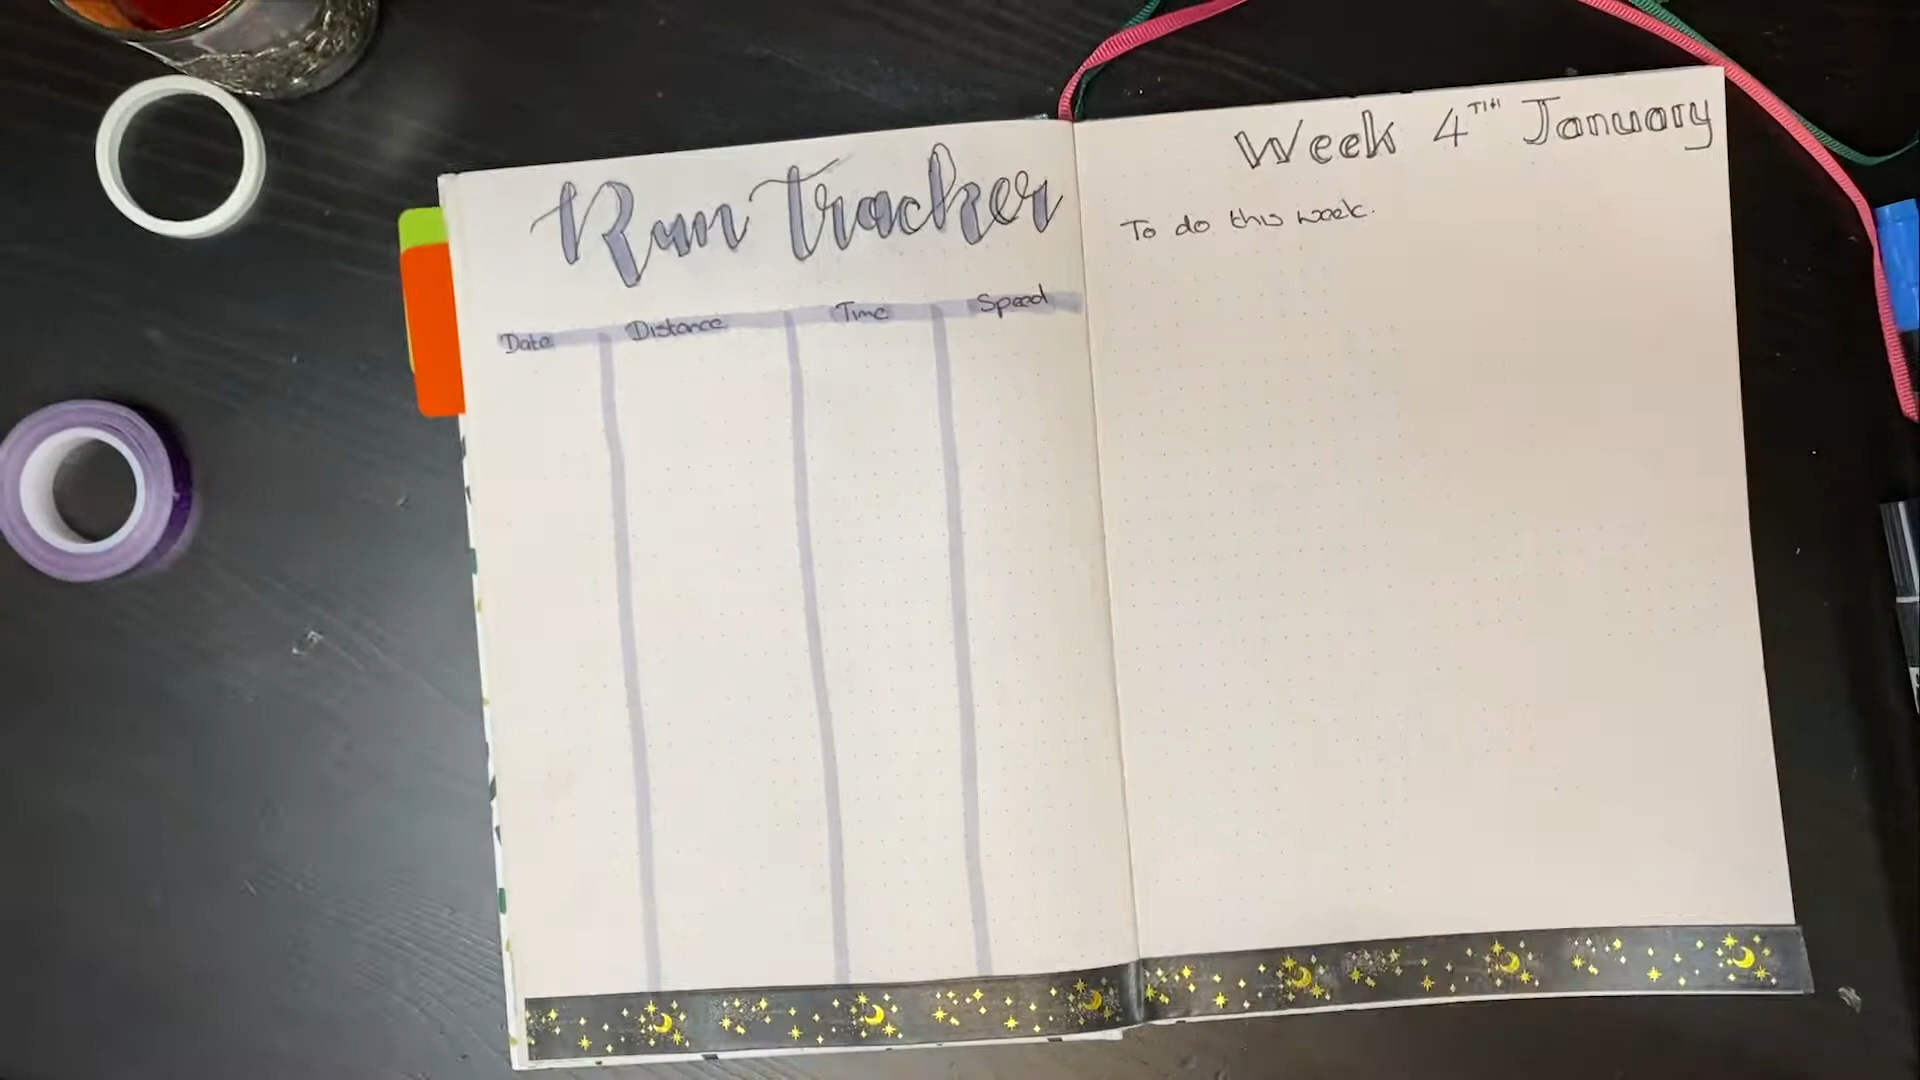 Run Tracker
Date Distance Time Speed
Week 4TH January
To do this week.